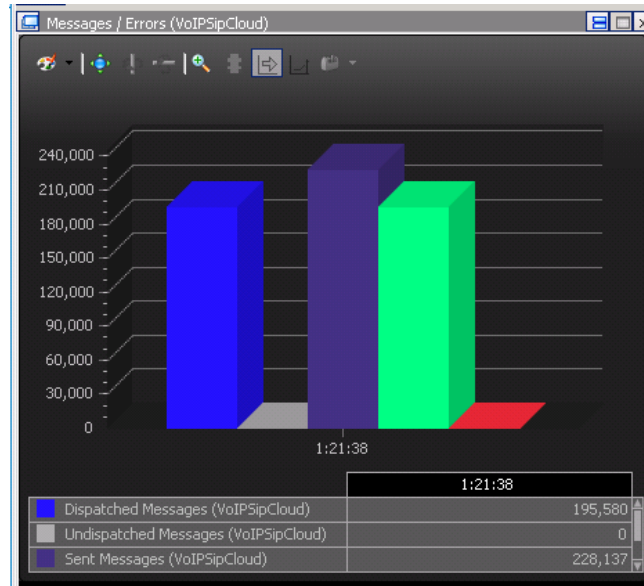 Messages / Errors (VoIPSipCloud)
240,000
210,000
180,000
150,000
120,000
90,000
60,000
30,000
0
1:21:38
1:21:38
Dispatched Messages (VoIPSipCloud) 195,580
Undispatched Messages (VoIPSipCloud) 0
Sent Messages (VoIPSipCloud) 228,137